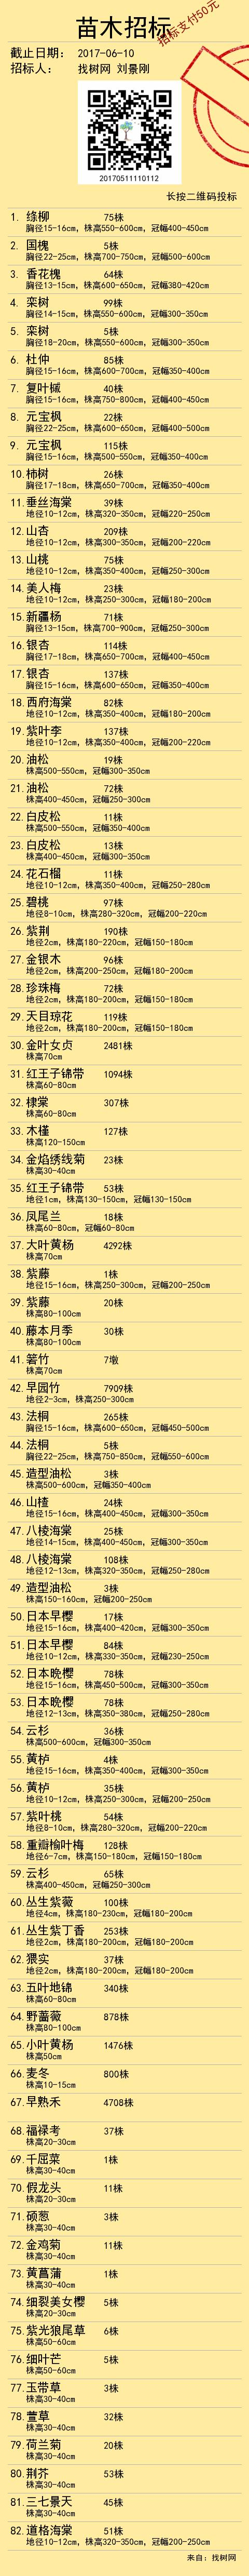 苗木招标
招标支付50元
截止日期： 2017-06-10
招标人： 找树网 刘景刚
20170511110112
长按二维码投标
1. 绦柳 75株
胸径15-16cm, 株高550-600cm, 冠幅400-450cm
2. 国槐 5株
胸径22-25cm, 株高700-750cm, 冠幅500-600cm
3. 香花槐 64株
胸径13-15cm, 株高600-650cm, 冠幅380-420cm
4. 栾树 99株
胸径14-15cm, 株高550-600cm, 冠幅300-350cm
5. 栾树 5株
胸径18-20cm, 株高550-600cm, 冠幅300-350cm
6. 杜仲 85株
胸径15-16cm, 株高600-700cm, 冠幅350-400cm
7. 复叶槭 40株
胸径15-16cm, 株高750-800cm, 冠幅400-450cm
8. 元宝枫 22株
胸径22-25cm, 株高600-650cm, 冠幅400-500cm
9. 元宝枫 115株
胸径15-16cm, 株高500-550cm, 冠幅350-400cm
10. 柿树 26株
胸径17-18cm, 株高650-700cm, 冠幅350-400cm
11. 垂丝海棠 39株
地径10-12cm, 株高320-350cm, 冠幅220-250cm
12. 山杏 209株
地径10-12cm, 株高300-350cm, 冠幅200-220cm
13. 山桃 75株
地径10-12cm, 株高350-400cm, 冠幅250-300cm
14. 美人梅 23株
地径10-12cm, 株高250-300cm, 冠幅180-200cm
15. 新疆杨 71株
胸径13-15cm, 株高700-900cm, 冠幅250-300cm
16. 银杏 114株
胸径17-18cm, 株高650-700cm, 冠幅400-450cm
17. 银杏 137株
胸径15-16cm, 株高600-650cm, 冠幅350-400cm
18. 西府海棠 82株
地径10-12cm, 株高350-400cm, 冠幅180-200cm
19. 紫叶李 137株
地径10-12cm, 株高350-400cm, 冠幅200-220cm
20. 油松 19株
株高500-550cm, 冠幅300-350cm
21. 油松 72株
株高400-450cm, 冠幅250-300cm
22. 白皮松 11株
株高500-550cm, 冠幅350-400cm
23. 白皮松 13株
株高400-450cm, 冠幅300-350cm
24. 花石榴 11株
地径10-12cm, 株高350-400cm, 冠幅250-280cm
25. 碧桃 97株
地径8-10cm, 株高280-320cm, 冠幅200-220cm
26. 紫荆 190株
地径2cm, 株高180-220cm, 冠幅150-180cm
27. 金银木 96株
地径2cm, 株高200-250cm, 冠幅180-200cm
28. 珍珠梅 72株
地径2cm, 株高180-200cm, 冠幅150-180cm
29. 天目琼花 119株
地径2cm, 株高180-200cm, 冠幅150-180cm
30. 金叶女贞 2481株
株高70cm
31. 红王子锦带 1094株
株高60-80cm
32. 棣棠 307株
株高60-80cm
33. 木槿 127株
株高120-150cm
34. 金焰绣线菊 23株
株高30-40cm
35. 红王子锦带 53株
地径1cm, 株高130-150cm, 冠幅130-150cm
36. 凤尾兰 18株
株高60-80cm, 冠幅60-80cm
37. 大叶黄杨 4292株
株高70cm
38. 紫藤 1株
地径15-16cm, 株高250-300cm, 冠幅200-250cm
39. 紫藤 20株
株高80-100cm
40. 藤本月季 30株
株高80-100cm
41. 箬竹 7墩
株高70cm
42. 早园竹 7909株
地径2-3cm, 株高250-300cm
43. 法桐 265株
胸径15-16cm, 株高600-650cm, 冠幅450-500cm
44. 法桐 5株
胸径22-25cm, 株高750-850cm, 冠幅550-600cm
45. 造型油松 3株
株高500-600cm, 冠幅350-400cm
46. 山楂 24株
地径15-16cm, 株高400-450cm, 冠幅300-350cm
47. 八棱海棠 25株
地径14-15cm, 株高400-450cm, 冠幅300-350cm
48. 八棱海棠 108株
地径12-13cm, 株高320-350cm, 冠幅250-280cm
49. 造型油松 3株
株高150-160cm, 冠幅200-250cm
50. 日本早樱 17株
地径15-16cm, 株高400-420cm, 冠幅300-350cm
51. 日本早樱 84株
地径10-12cm, 株高330-350cm, 冠幅230-250cm
52. 日本晚樱 78株
地径15-16cm, 株高450-500cm, 冠幅300-350cm
53. 日本晚樱 78株
地径12-13cm, 株高350-380cm, 冠幅250-280cm
54. 云杉 36株
株高500-600cm, 冠幅300-350cm
55. 黄栌 4株
地径15-16cm, 株高350-400cm, 冠幅300-350cm
56. 黄栌 35株
地径10-12cm, 株高250-300cm, 冠幅200-250cm
57. 紫叶桃 54株
地径8-10cm, 株高280-320cm, 冠幅200-220cm
58. 重瓣榆叶梅 128株
地径6-7cm, 株高150-180cm, 冠幅150-180cm
59. 云杉 65株
株高400-450cm, 冠幅250-300cm
60. 丛生紫薇 100株
地径4cm, 株高180-230cm, 冠幅180-200cm
61. 丛生紫丁香 253株
地径2cm, 株高180-200cm, 冠幅180-200cm
62. 猥实 37株
地径2cm, 株高180-200cm, 冠幅180-200cm
63. 五叶地锦 340株
株高60-80cm
64. 野蔷薇 878株
株高80-100cm
65. 小叶黄杨 1476株
株高50cm
66. 麦冬 800株
株高10-15cm
67. 早熟禾 4708株
68. 福禄考 37株
株高20-30cm
69. 千屈菜 1株
株高30-40cm
70. 假龙头 11株
株高20-30cm
71. 硕葱 3株
株高30-40cm
72. 金鸡菊 11株
株高30-40cm
73. 黄菖蒲 1株
株高30-40cm
74. 细裂美女樱 5株
株高20-30cm
75. 紫光狼尾草 6株
株高50-60cm
76. 细叶芒 5株
株高50-60cm
77. 玉带草 3株
株高30-40cm
78. 萱草 32株
株高30-40cm
79. 荷兰菊 20株
株高30-40cm
80. 荆芥 53株
株高30-40cm
81. 三七景天 45株
株高30-40cm
82. 道格海棠 51株
地径10-12cm, 株高320-350cm, 冠幅200-250cm
来自：找树网